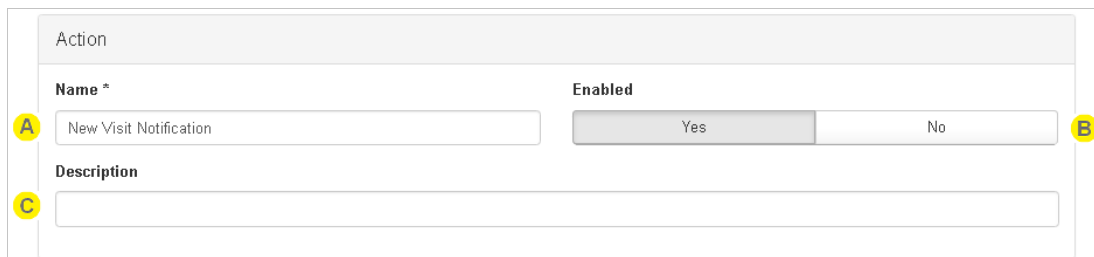 Action
Name * Enabled
A New Visit Notification Yes No B
Description
C